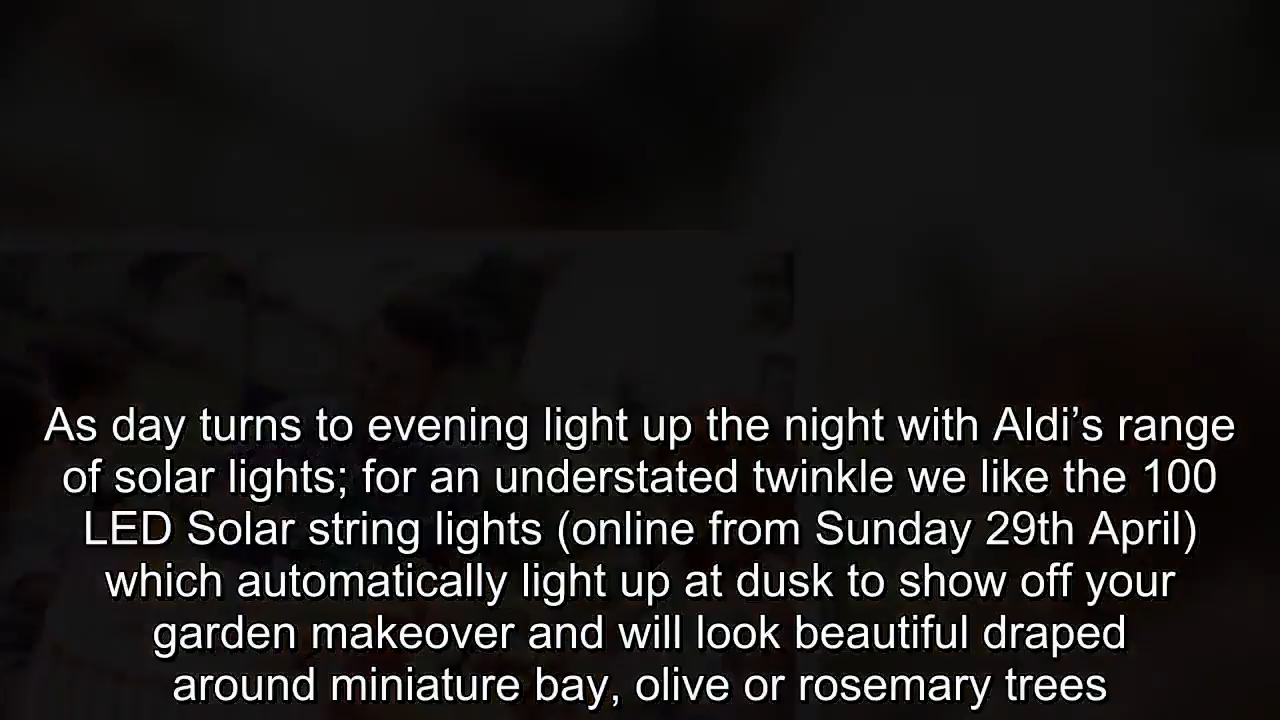 As day turns to evening light up the night with Aldi’s range
of solar lights; for an understated twinkle we like the 100
LED Solar string lights (online from Sunday 29th April)
which automatically light up at dusk to show off your
garden makeover and will look beautiful draped
around miniature bay, olive or rosemary trees